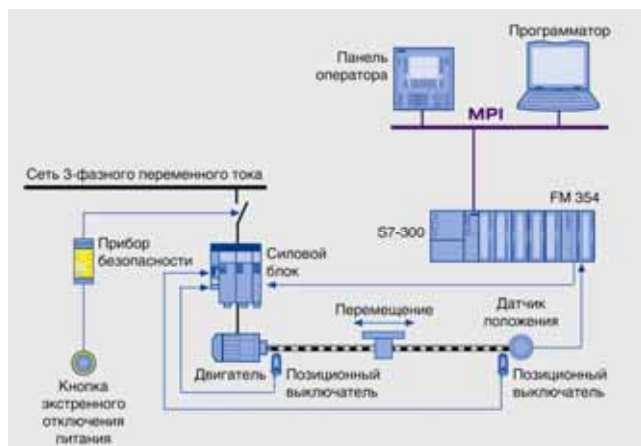 Программатор
Панель
оператора
MPI
Сеть 3-фазного переменного тока
FM 354
S7-300
Прибор
безопасности
Силовой
блок
Перемещение
Датчик
положения
Двигатель
Позиционный
выключатель
Позиционный
выключатель
Кнопка
экстренного
отключения
питания